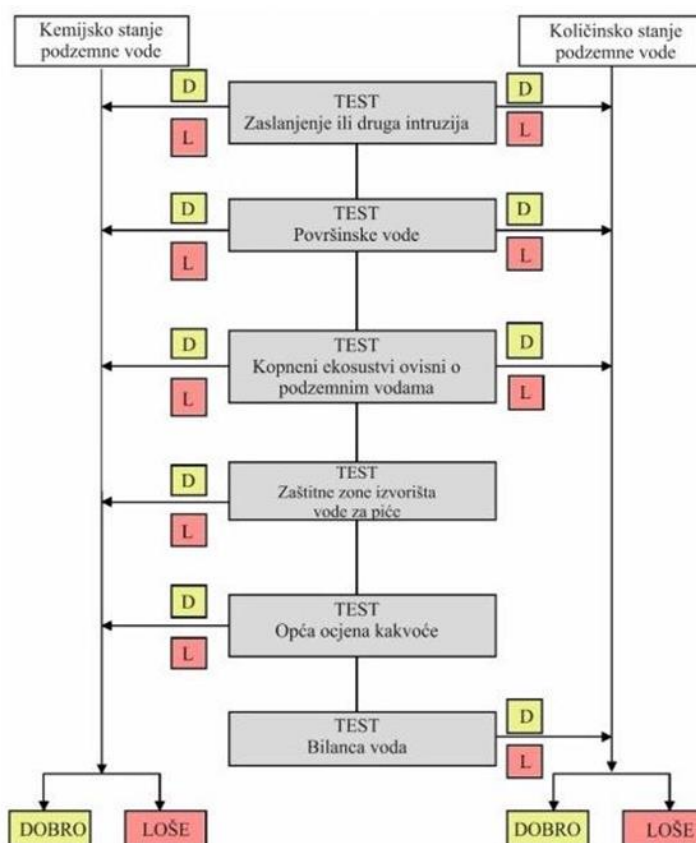 Kemijsko stanje
podzemne vode
Količinsko stanje
podzemne vode
D
L
TEST
Zaslanjenje ili druga intruzija
D
L
D
L
TEST
Površinske vode
D
L
D
L
TEST
Kopneni ekosustvi ovisni o
podzemnim vodama
D
L
D
L
TEST
Zaštitne zone izvorišta
vode za piće
D
L
TEST
Opća ocjena kakvoće
TEST
Bilanca voda
D
L
DOBRO
LOŠE
DOBRO
LOŠE